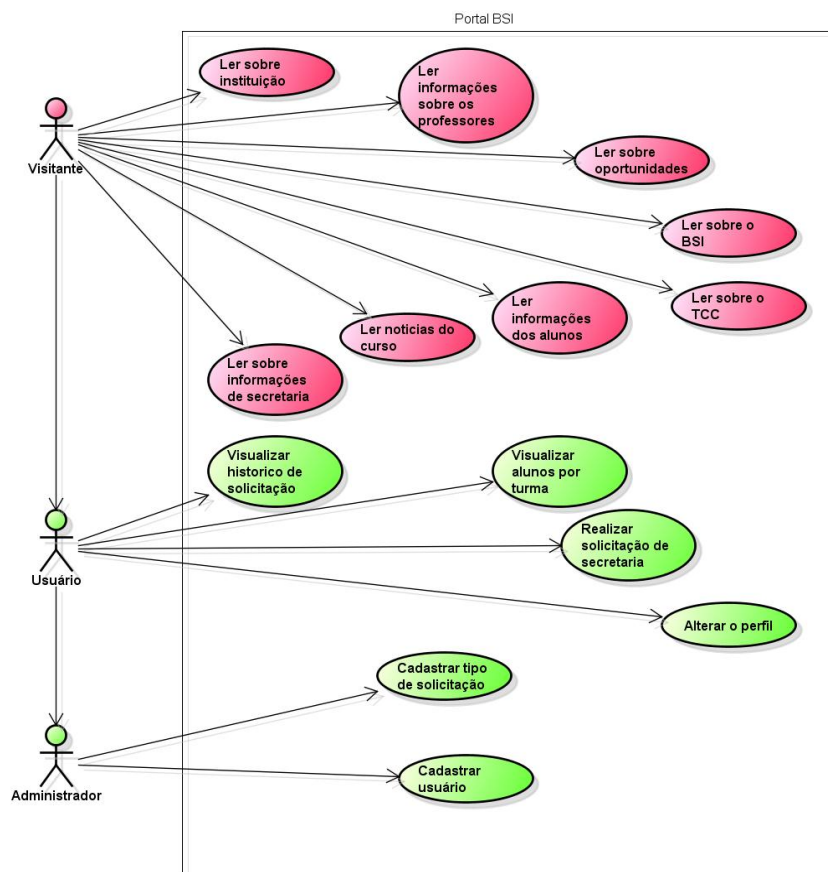 Portal BSI
Ler sobre
instituição
Ler
informações
sobre os
professores
Visitante
Ler sobre
oportunidades
Ler sobre o
BSI
Ler sobre o
TCC
Ler
informações
dos alunos
Ler noticias do
curso
Ler sobre
informações
de secretaria
Visualizar
historico de
solicitação
Visualizar
alunos por
turma
Realizar
solicitação de
secretaria
Usuário
Alterar o perfil
Cadastrar tipo
de solicitação
Administrador
Cadastrar
usuário